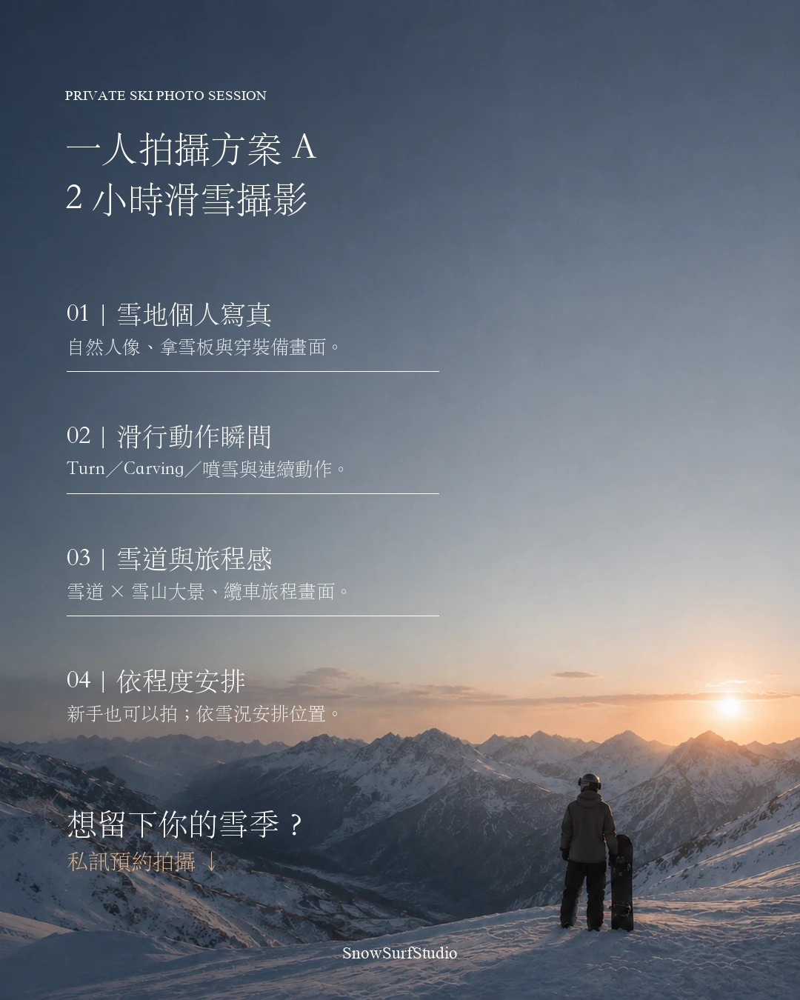 PRIVATE SKI PHOTO SESSION
一人拍攝方案 A
2 小時滑雪攝影
01｜雪地個人寫真
自然人像、拿雪板與穿裝備畫面。
02｜滑行動作瞬間
Turn／Carving／噴雪與連續動作。
03｜雪道與旅程感
雪道 × 雪山大景、纜車旅程畫面。
04｜依程度安排
新手也可以拍；依雪況安排位置。
想留下你的雪季？
私訊預約拍攝 ↓
SnowSurfStudio